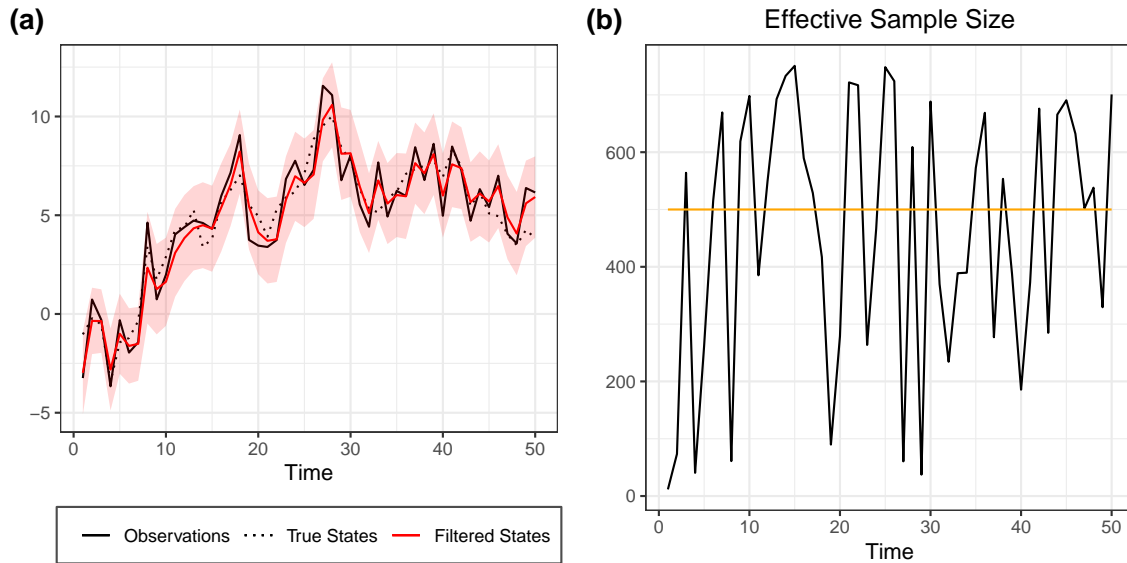 (a)
10
5
0
−5
0
10
20
30
40
50
Time
Observations
True States
Filtered States
(b)
Effective Sample Size
600
400
200
0
0
10
20
30
40
50
Time